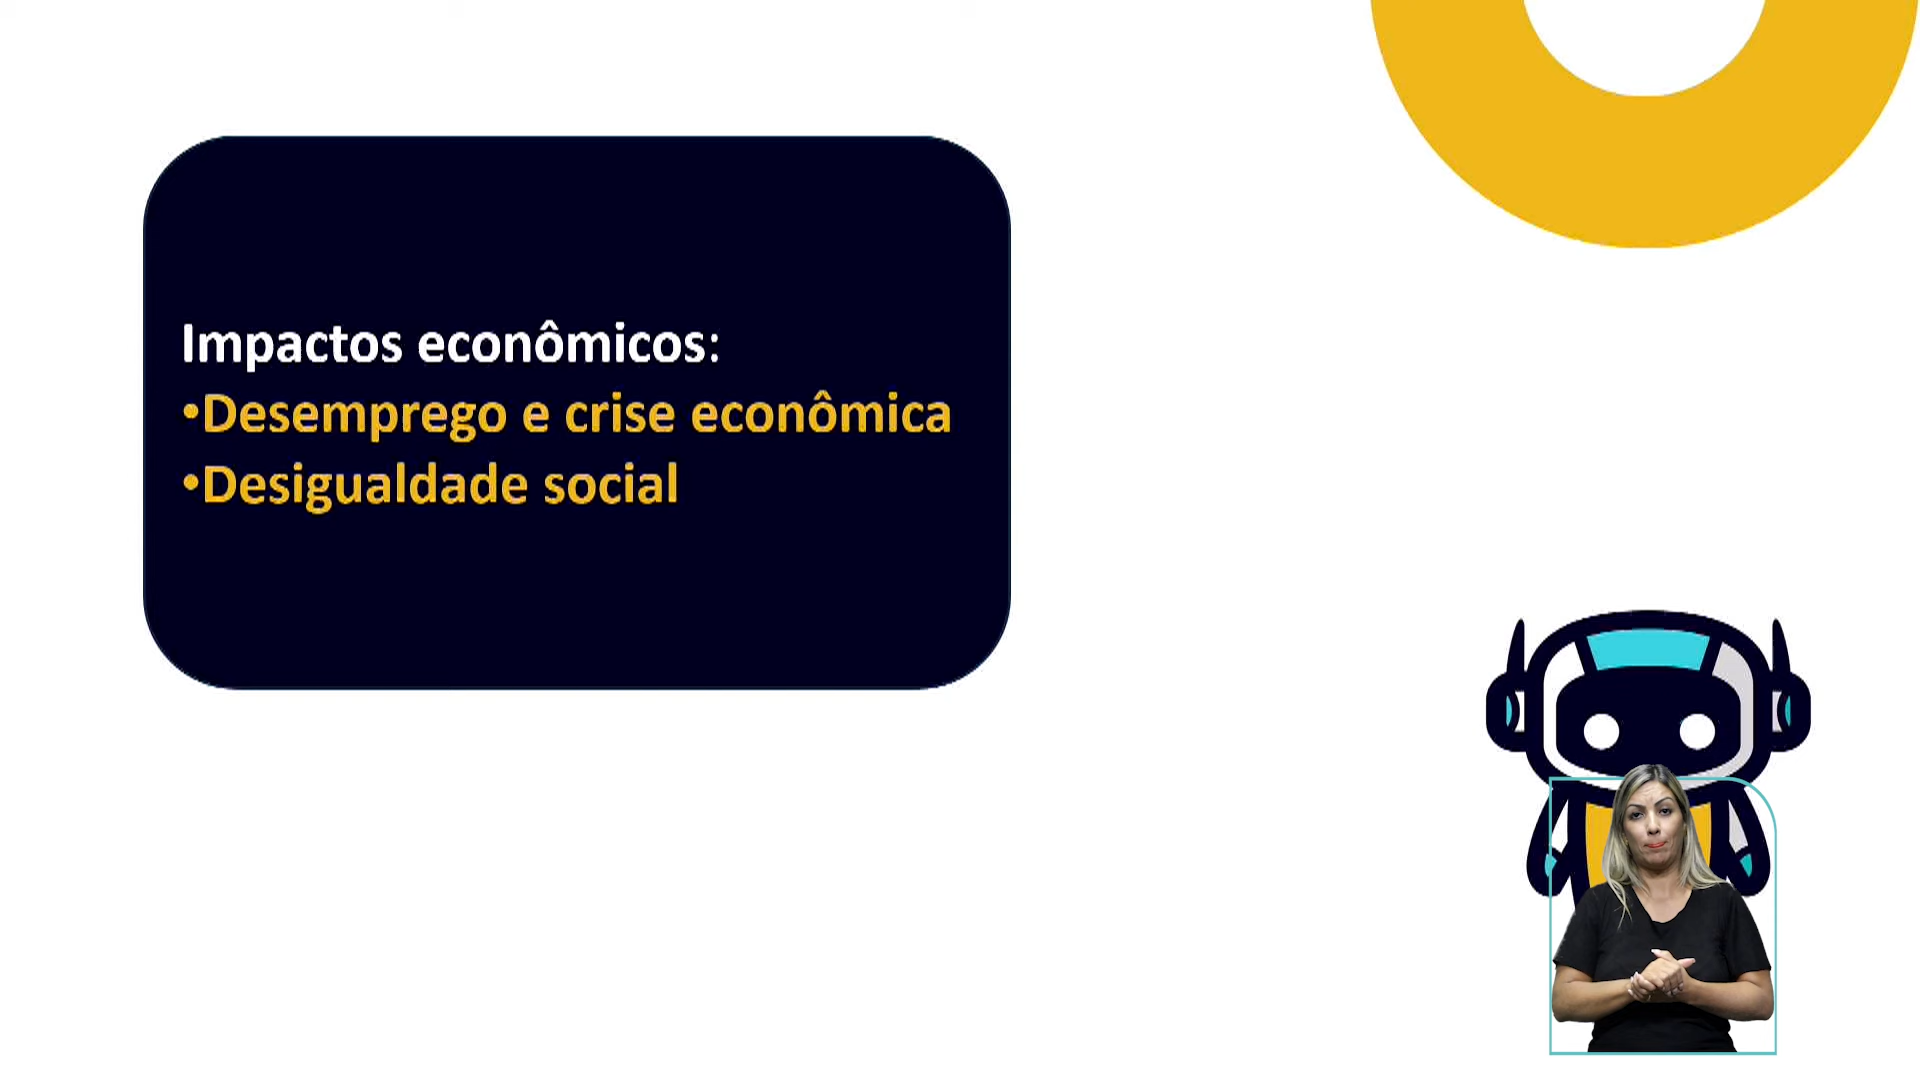 Impactos econômicos:
•Desemprego e crise econômica
•Desigualdade social